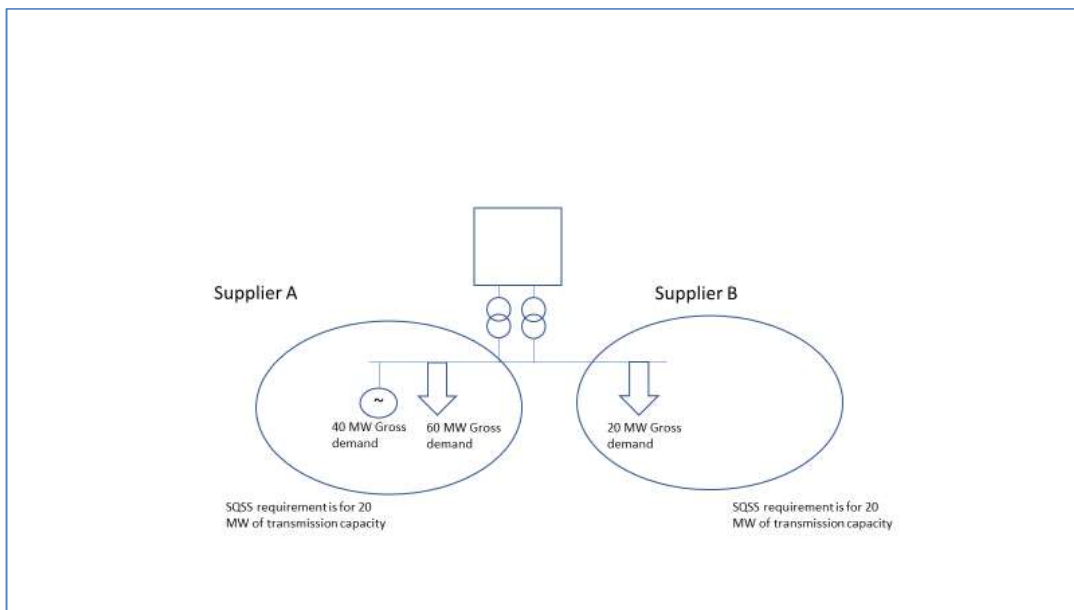 Supplier A
Supplier B
~
40 MW Gross
demand
60 MW Gross
demand
20 MW Gross
demand
SQSS requirement is for 20
MW of transmission capacity
SQSS requirement is for 20
MW of transmission capacity